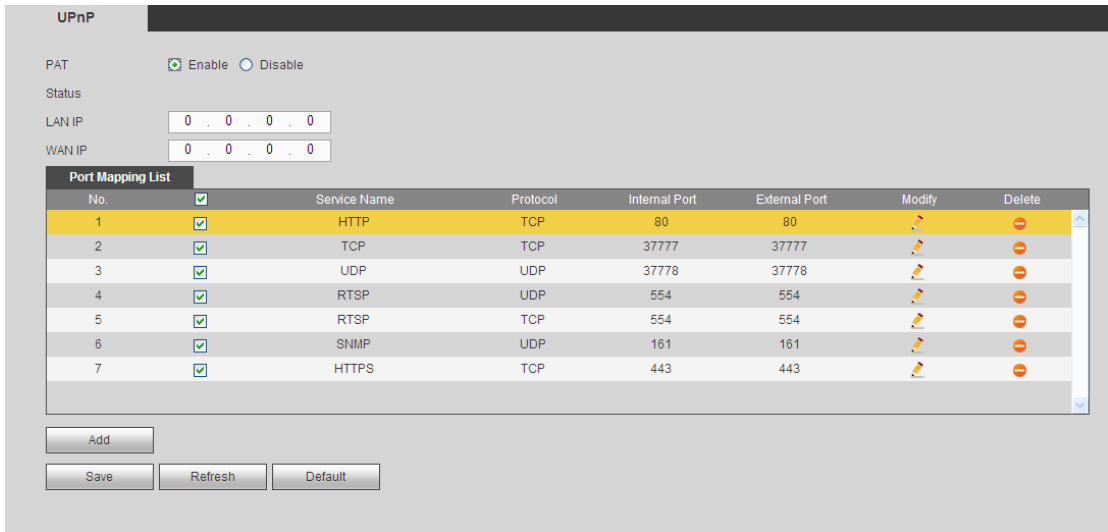 UPnP
PAT Enable Disable
Status
LAN IP 0 . 0 . 0 . 0
WAN IP 0 . 0 . 0 . 0
Port Mapping List
No. Service Name Protocol Internal Port External Port Modify Delete
1 HTTP TCP 80 80
2 TCP TCP 37777 37777
3 UDP UDP 37778 37778
4 RTSP UDP 554 554
5 RTSP TCP 554 554
6 SNMP UDP 161 161
7 HTTPS TCP 443 443
Add
Save Refresh Default